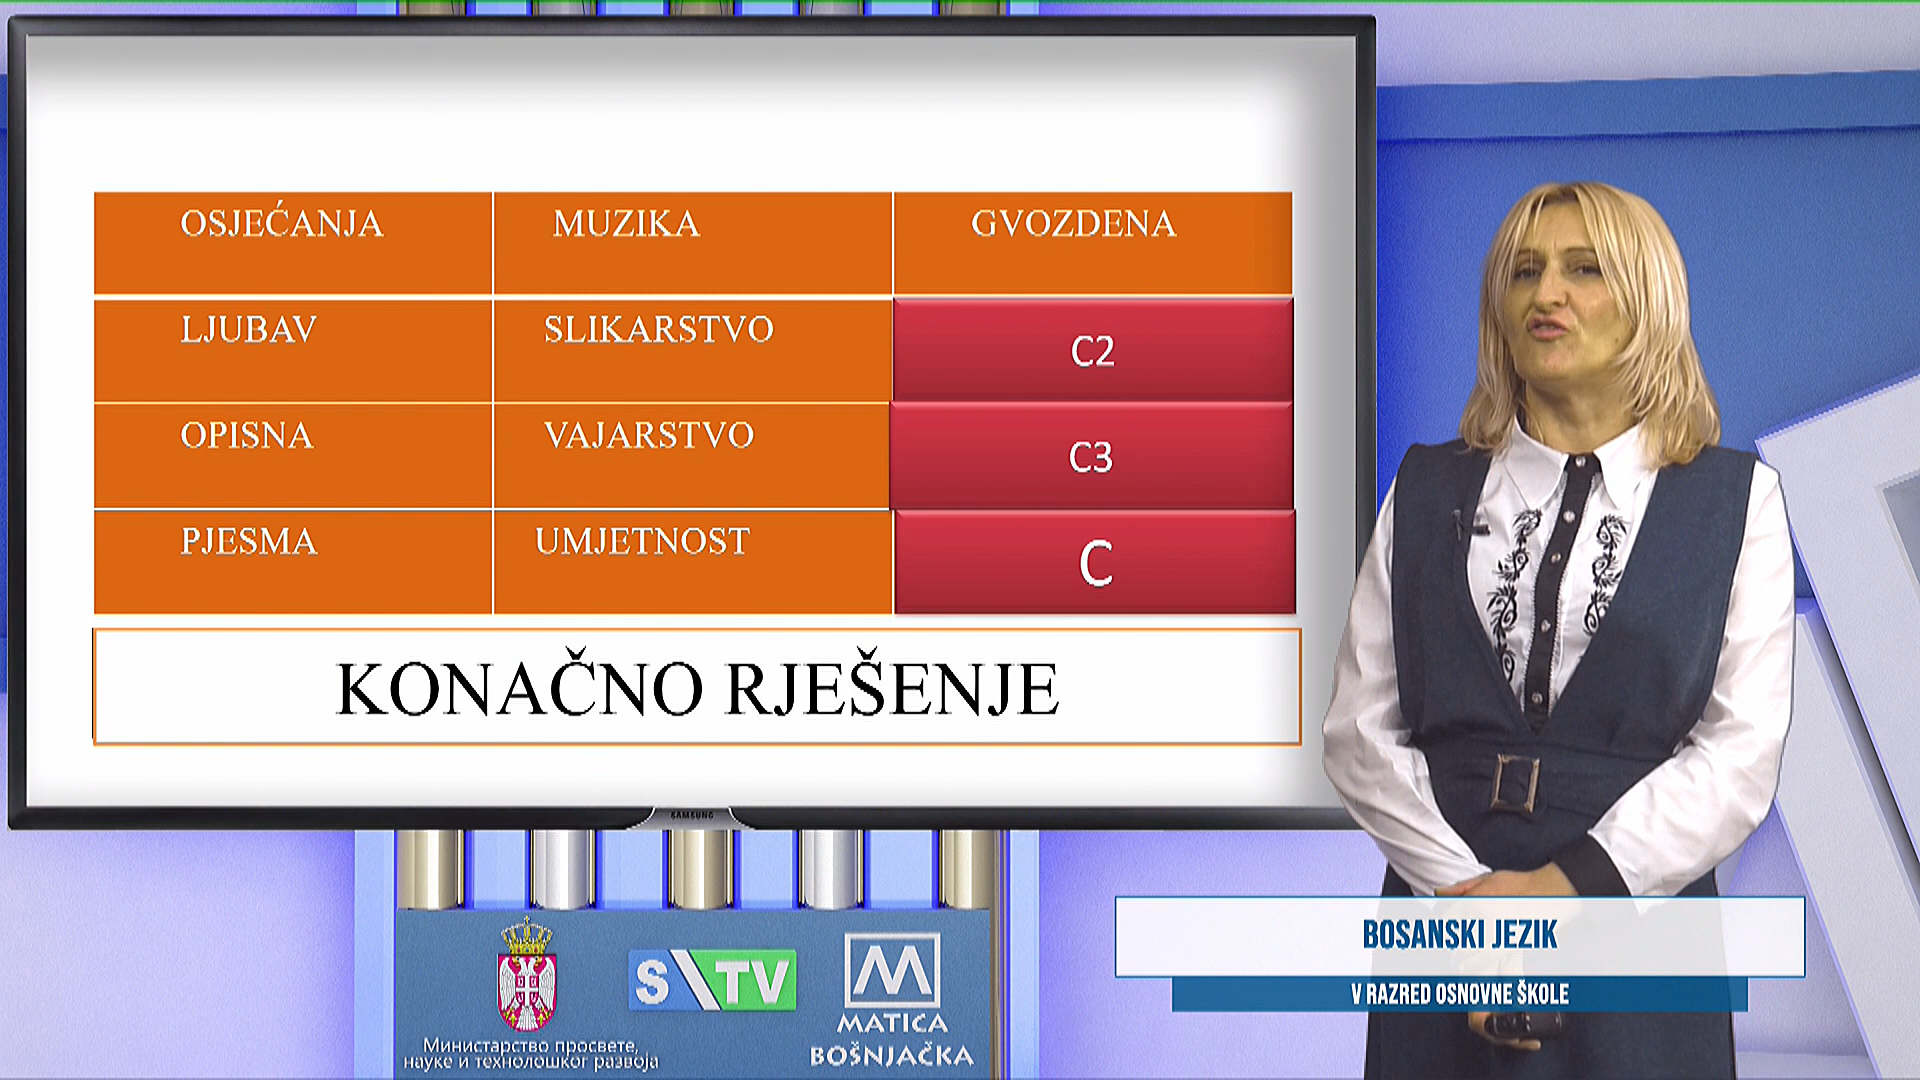 OSJEĆANJA MUZIKA GVOZDENA
LJUBAV SLIKARSTVO C2
OPISNA VAJARSTVO C3
PJESMA UMJETNOST C
KONAČNO RJEŠENJE
SAMSUNG
BOSANSKI JEZIK
V RAZRED OSNOVNE ŠKOLE
S TV
MATICA
BOŠNJAČKA
Министарство просвете,
науке и технолошког развоја